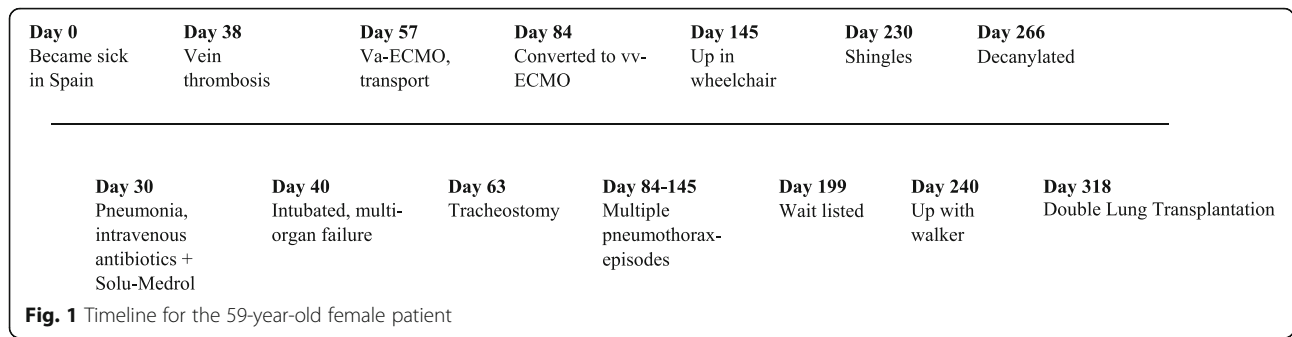 Day 0
Became sick
in Spain
Day 38
Vein
thrombosis
Day 57
Va-ECMO,
transport
Day 84
Converted to vv-
ECMO
Day 145
Up in
wheelchair
Day 230
Shingles
Day 266
Decanylated
Day 30
Pneumonia,
intravenous
antibiotics +
Solu-Medrol
Day 40
Intubated, multi-
organ failure
Day 63
Tracheostomy
Day 84-145
Multiple
pneumothorax-
episodes
Day 199
Wait listed
Day 240
Up with
walker
Day 318
Double Lung Transplantation
Fig. 1 Timeline for the 59-year-old female patient